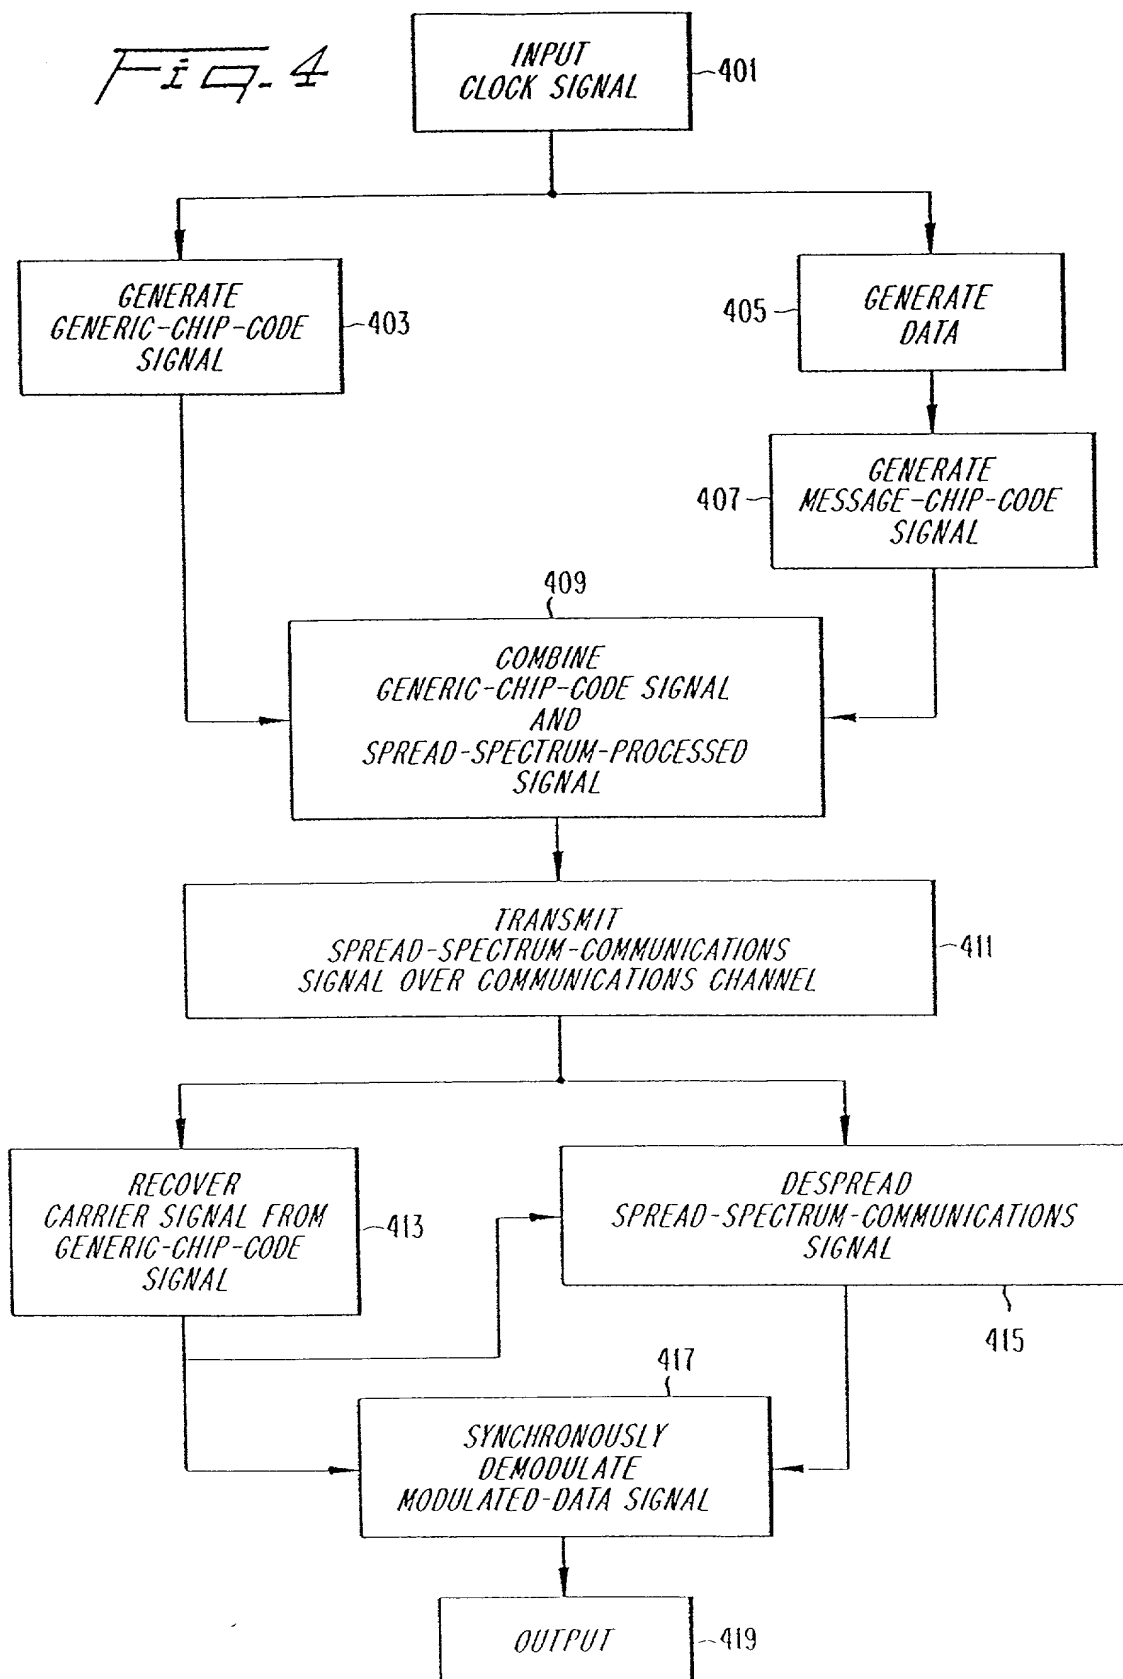 Fig. 4
INPUT
CLOCK SIGNAL
401
GENERATE
GENERIC-CHIP-CODE
SIGNAL
403
405
GENERATE
DATA
407
GENERATE
MESSAGE-CHIP-CODE
SIGNAL
409
COMBINE
GENERIC-CHIP-CODE SIGNAL
AND
SPREAD-SPECTRUM-PROCESSED
SIGNAL
TRANSMIT
SPREAD-SPECTRUM-COMMUNICATIONS
SIGNAL OVER COMMUNICATIONS CHANNEL
411
RECOVER
CARRIER SIGNAL FROM
GENERIC-CHIP-CODE
SIGNAL
413
DESPREAD
SPREAD-SPECTRUM-COMMUNICATIONS
SIGNAL
415
417
SYNCHRONOUSLY
DEMODULATE
MODULATED-DATA SIGNAL
OUTPUT
419